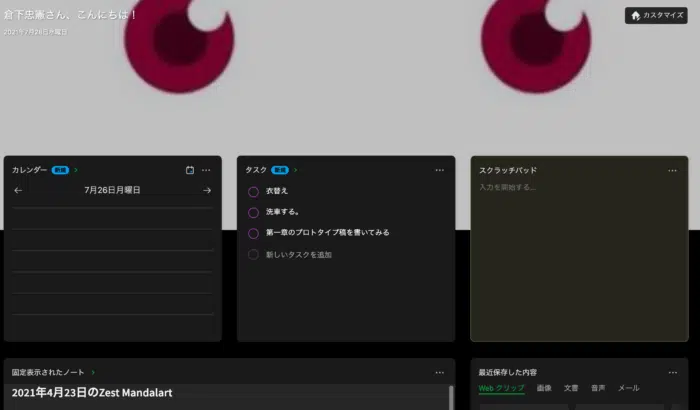 倉下忠憲さん、こんにちは！
2021年7月26日月曜日
カスタマイズ
カレンダー 新規
7月26日月曜日
タスク 新規
衣替え
洗車する。
第一章のプロトタイプ稿を書いてみる
新しいタスクを追加
スクラッチパッド
入力を開始する...
固定表示されたノート
2021年4月23日のZest Mandalart
最近保存した内容
Web クリップ 画像 文書 音声 メール